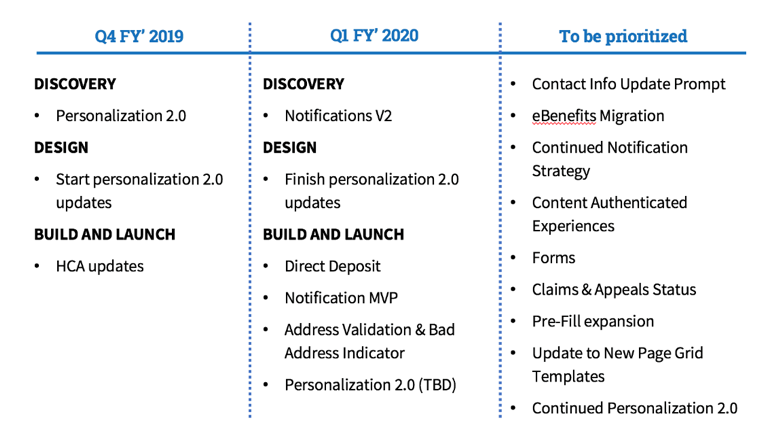 Q4 FY' 2019
DISCOVERY
• Personalization 2.0
DESIGN
• Start personalization 2.0
updates
BUILD AND LAUNCH
• HCA updates
Q1 FY' 2020
DISCOVERY
• Notifications V2
DESIGN
• Finish personalization 2.0
updates
BUILD AND LAUNCH
• Direct Deposit
• Notification MVP
• Address Validation & Bad
Address Indicator
• Personalization 2.0 (TBD)
To be prioritized
• Contact Info Update Prompt
• eBenefits Migration
• Continued Notification
Strategy
• Content Authenticated
Experiences
• Forms
• Claims & Appeals Status
• Pre-Fill expansion
• Update to New Page Grid
Templates
• Continued Personalization 2.0